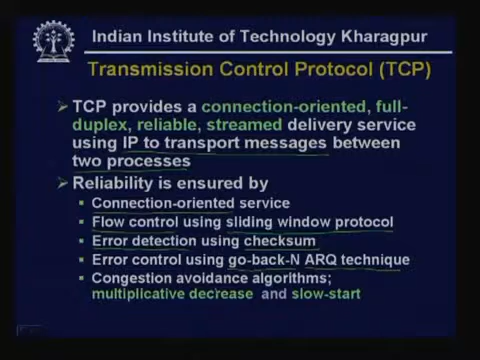 Indian Institute of Technology Kharagpur
Transmission Control Protocol (TCP)
➢ TCP provides a connection-oriented, full-
duplex, reliable, streamed delivery service
using IP to transport messages between
two processes
➢ Reliability is ensured by
▪ Connection-oriented service
▪ Flow control using sliding window protocol
▪ Error detection using checksum
▪ Error control using go-back-N ARQ technique
▪ Congestion avoidance algorithms;
multiplicative decrease and slow-start